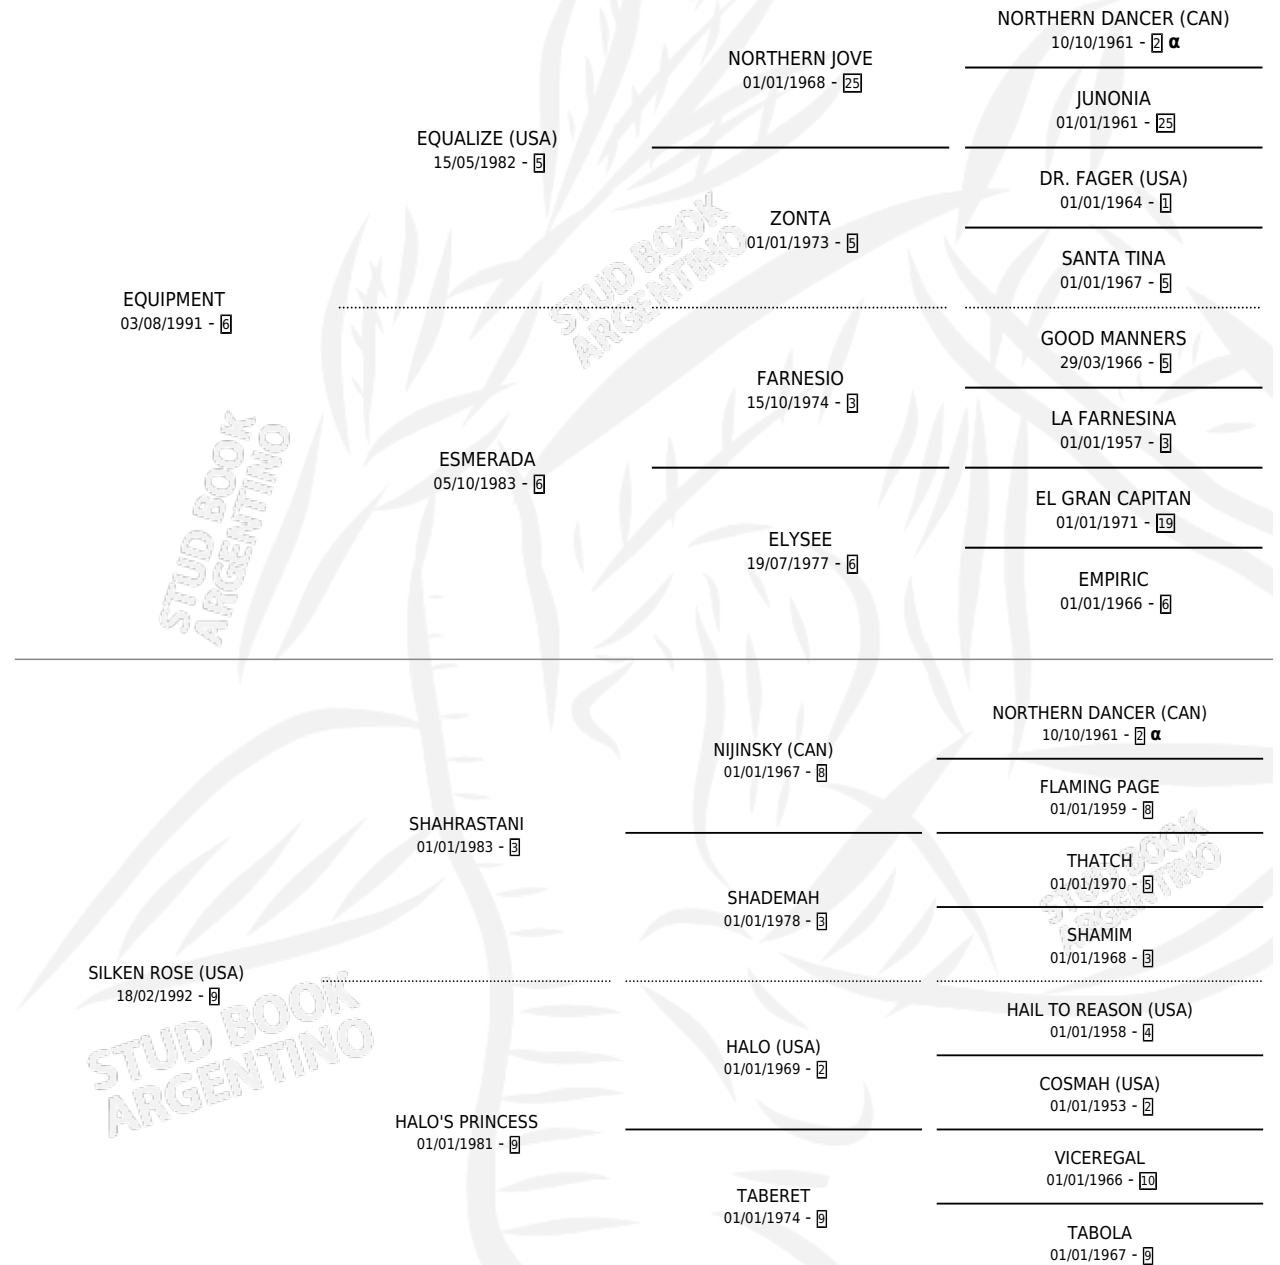 NORTHERN DANCER (CAN)
10/10/1961 - 2 α
NORTHERN JOVE
01/01/1968 - 25
JUNONIA
01/01/1961 - 25
EQUALIZE (USA)
15/05/1982 - 5
DR. FAGER (USA)
01/01/1964 - 1
ZONTA
01/01/1973 - 5
SANTA TINA
01/01/1967 - 5
STUD BOOK
ARGENTINO
EQUIPMENT
03/08/1991 - 6
GOOD MANNERS
29/03/1966 - 5
FARNESIO
15/10/1974 - 3
LA FARNESINA
01/01/1957 - 3
ESMERADA
05/10/1983 - 6
EL GRAN CAPITAN
01/01/1971 - 19
ELYSEE
19/07/1977 - 6
EMPIRIC
01/01/1966 - 6
STUD BOOK
ARGENTINO
NORTHERN DANCER (CAN)
10/10/1961 - 2 α
NIJINSKY (CAN)
01/01/1967 - 8
FLAMING PAGE
01/01/1959 - 8
SHAHRASTANI
01/01/1983 - 3
THATCH
01/01/1970 - 5
SHADEMAH
01/01/1978 - 3
SHAMIM
01/01/1968 - 3
STUD BOOK
ARGENTINO
SILKEN ROSE (USA)
18/02/1992 - 9
HAIL TO REASON (USA)
01/01/1958 - 4
HALO (USA)
01/01/1969 - 2
COSMAH (USA)
01/01/1953 - 2
HALO'S PRINCESS
01/01/1981 - 9
VICEREGAL
01/01/1966 - 10
TABERET
01/01/1974 - 9
TABOLA
01/01/1967 - 9
STUD BOOK
ARGENTINO